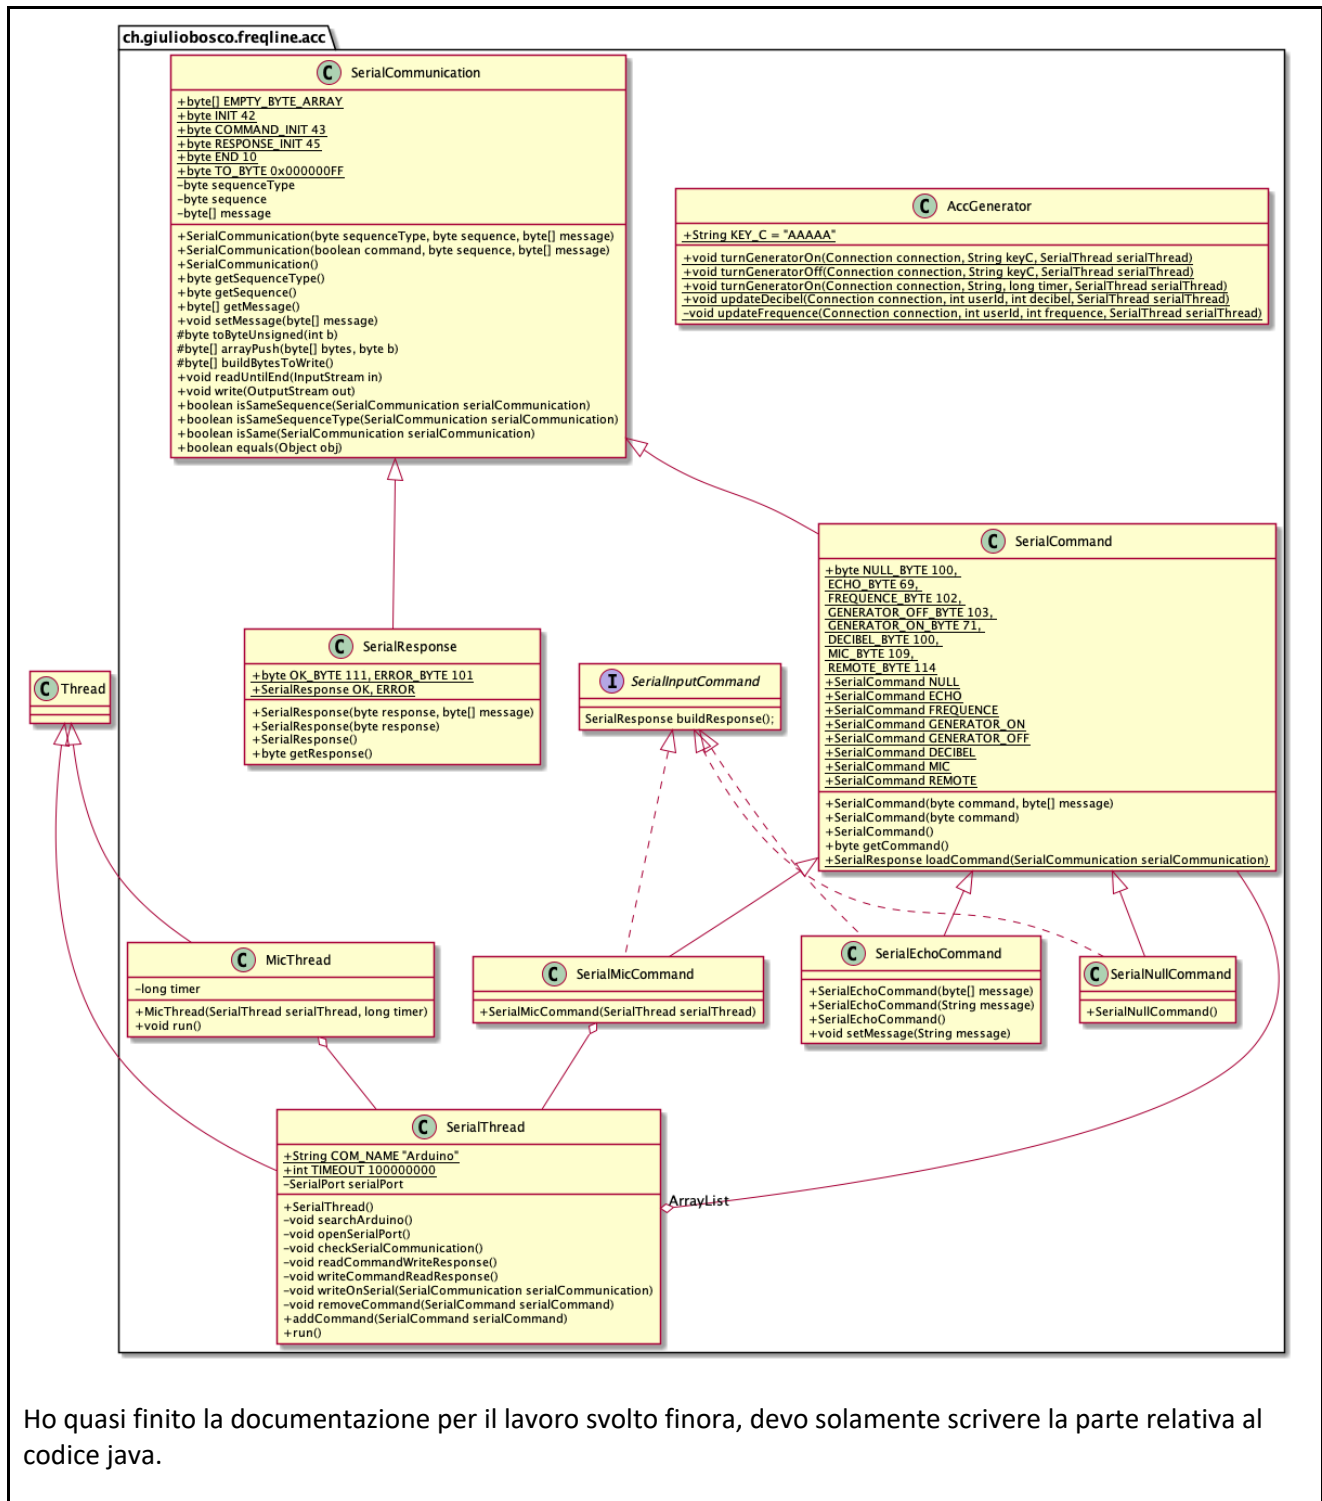 ch.giuliobosco.freqline.acc
SerialCommunication
+byte[] EMPTY_BYTE_ARRAY
+byte INIT 42
+byte COMMAND_INIT 43
+byte RESPONSE_INIT 45
+byte END 10
+byte TO_BYTE 0x000000FF
-byte sequenceType
-byte sequence
-byte[] message
+SerialCommunication(byte sequenceType, byte sequence, byte[] message)
+SerialCommunication(boolean command, byte sequence, byte[] message)
+SerialCommunication()
+byte getSequenceType()
+byte getSequence()
+byte[] getMessage()
+void setMessage(byte[] message)
#byte toByteUnsigned(int b)
#byte[] arrayPush(byte[] bytes, byte b)
#byte[] buildBytesToWrite()
+void readUntilEnd(InputStream in)
+void write(OutputStream out)
+boolean isSameSequence(SerialCommunication serialCommunication)
+boolean isSameSequenceType(SerialCommunication serialCommunication)
+boolean isSame(SerialCommunication serialCommunication)
+boolean equals(Object obj)
AccGenerator
+String KEY_C = "AAAAA"
+void turnGeneratorOn(Connection connection, String keyC, SerialThread serialThread)
+void turnGeneratorOff(Connection connection, String keyC, SerialThread serialThread)
+void turnGeneratorOn(Connection connection, String, long timer, SerialThread serialThread)
+void updateDecibel(Connection connection, int userId, int decibel, SerialThread serialThread)
-void updateFrequence(Connection connection, int userId, int frequence, SerialThread serialThread)
SerialCommand
+byte NULL_BYTE 100,
ECHO_BYTE 69,
FREQUENCE_BYTE 102,
GENERATOR_OFF_BYTE 103,
GENERATOR_ON_BYTE 71,
DECIBEL_BYTE 100,
MIC_BYTE 109,
REMOTE_BYTE 114
+SerialCommand NULL
+SerialCommand ECHO
+SerialCommand FREQUENCE
+SerialCommand GENERATOR_ON
+SerialCommand GENERATOR_OFF
+SerialCommand DECIBEL
+SerialCommand MIC
+SerialCommand REMOTE
+SerialCommand(byte command, byte[] message)
+SerialCommand(byte command)
+SerialCommand()
+byte getCommand()
+SerialResponse loadCommand(SerialCommunication serialCommunication)
SerialResponse
+byte OK_BYTE 111, ERROR_BYTE 101
+SerialResponse OK, ERROR
+SerialResponse(byte response, byte[] message)
+SerialResponse(byte response)
+SerialResponse()
+byte getResponse()
SerialInputCommand
SerialResponse buildResponse();
Thread
MicThread
-long timer
+MicThread(SerialThread serialThread, long timer)
+void run()
SerialMicCommand
+SerialMicCommand(SerialThread serialThread)
SerialEchoCommand
+SerialEchoCommand(byte[] message)
+SerialEchoCommand(String message)
+SerialEchoCommand()
+void setMessage(String message)
SerialNullCommand
+SerialNullCommand()
SerialThread
+String COM_NAME "Arduino"
+int TIMEOUT 100000000
-SerialPort serialPort
+SerialThread()
-void searchArduino()
-void openSerialPort()
-void checkSerialCommunication()
-void readCommandWriteResponse()
-void writeCommandReadResponse()
-void writeOnSerial(SerialCommunication serialCommunication)
-void removeCommand(SerialCommand serialCommand)
+addCommand(SerialCommand serialCommand)
+run()
ArrayList
Ho quasi finito la documentazione per il lavoro svolto finora, devo solamente scrivere la parte relativa al
codice java.